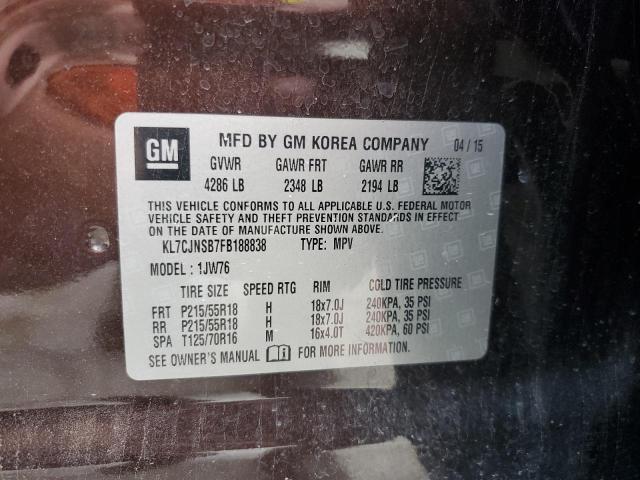 GM
MFD BY GM KOREA COMPANY 04 / 15
GVWR GAWR FRT GAWR RR
4286 LB 2348 LB 2194 LB
THIS VEHICLE CONFORMS TO ALL APPLICABLE U.S. FEDERAL MOTOR
VEHICLE SAFETY AND THEFT PREVENTION STANDARDS IN EFFECT
ON THE DATE OF MANUFACTURE SHOWN ABOVE.
KL7CJNSB7FB188838 TYPE: MPV
MODEL : 1JW76
TIRE SIZE SPEED RTG RIM COLD TIRE PRESSURE
FRT P215/55R18 H 18x7.0J 240KPA, 35 PSI
RR P215/55R18 H 18x7.0J 240KPA, 35 PSI
SPA T125/70R16 M 16x4.0T 420KPA, 60 PSI
SEE OWNER'S MANUAL FOR MORE INFORMATION